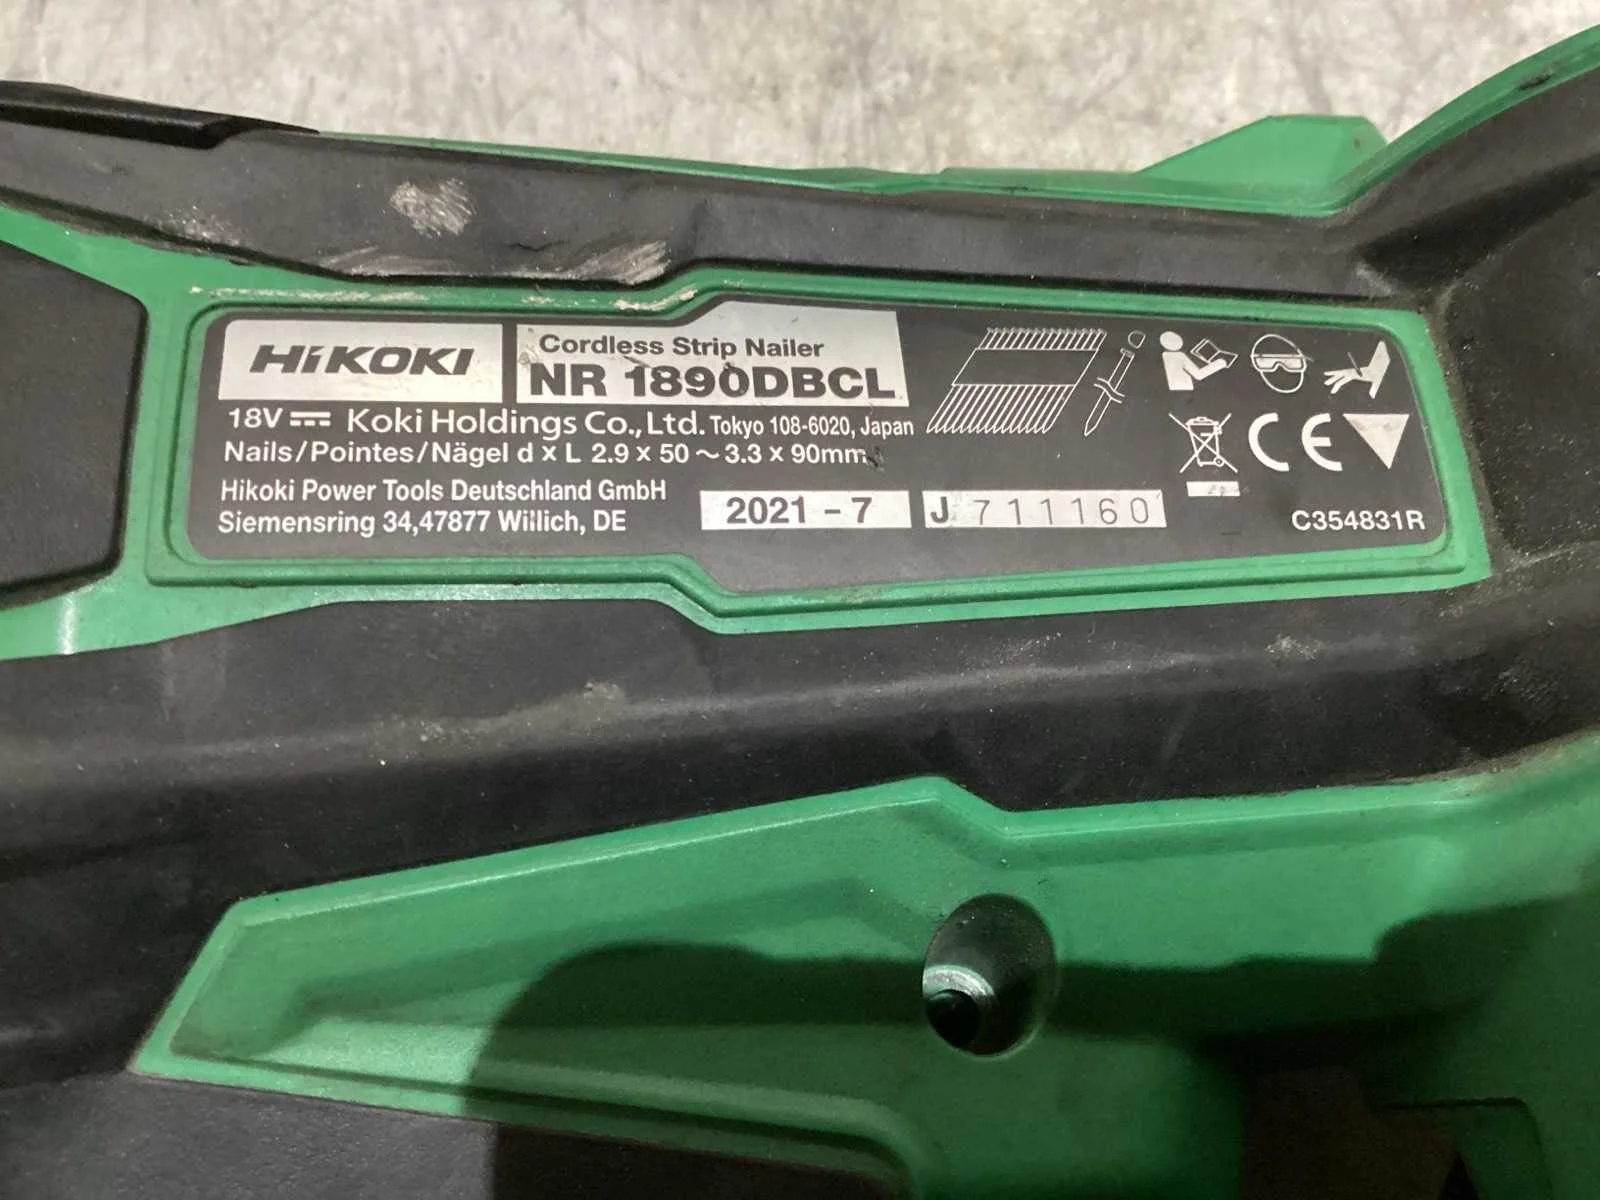 HiKOKI
Cordless Strip Nailer
NR 1890DBCL
18V ⎓ Koki Holdings Co.,Ltd. Tokyo 108-6020, Japan
Nails/Pointes/Nägel d x L 2.9 x 50 ~ 3.3 x 90mm
Hikoki Power Tools Deutschland GmbH
Siemensring 34,47877 Willich, DE
2021 - 7
J 711160
CE
C354831R